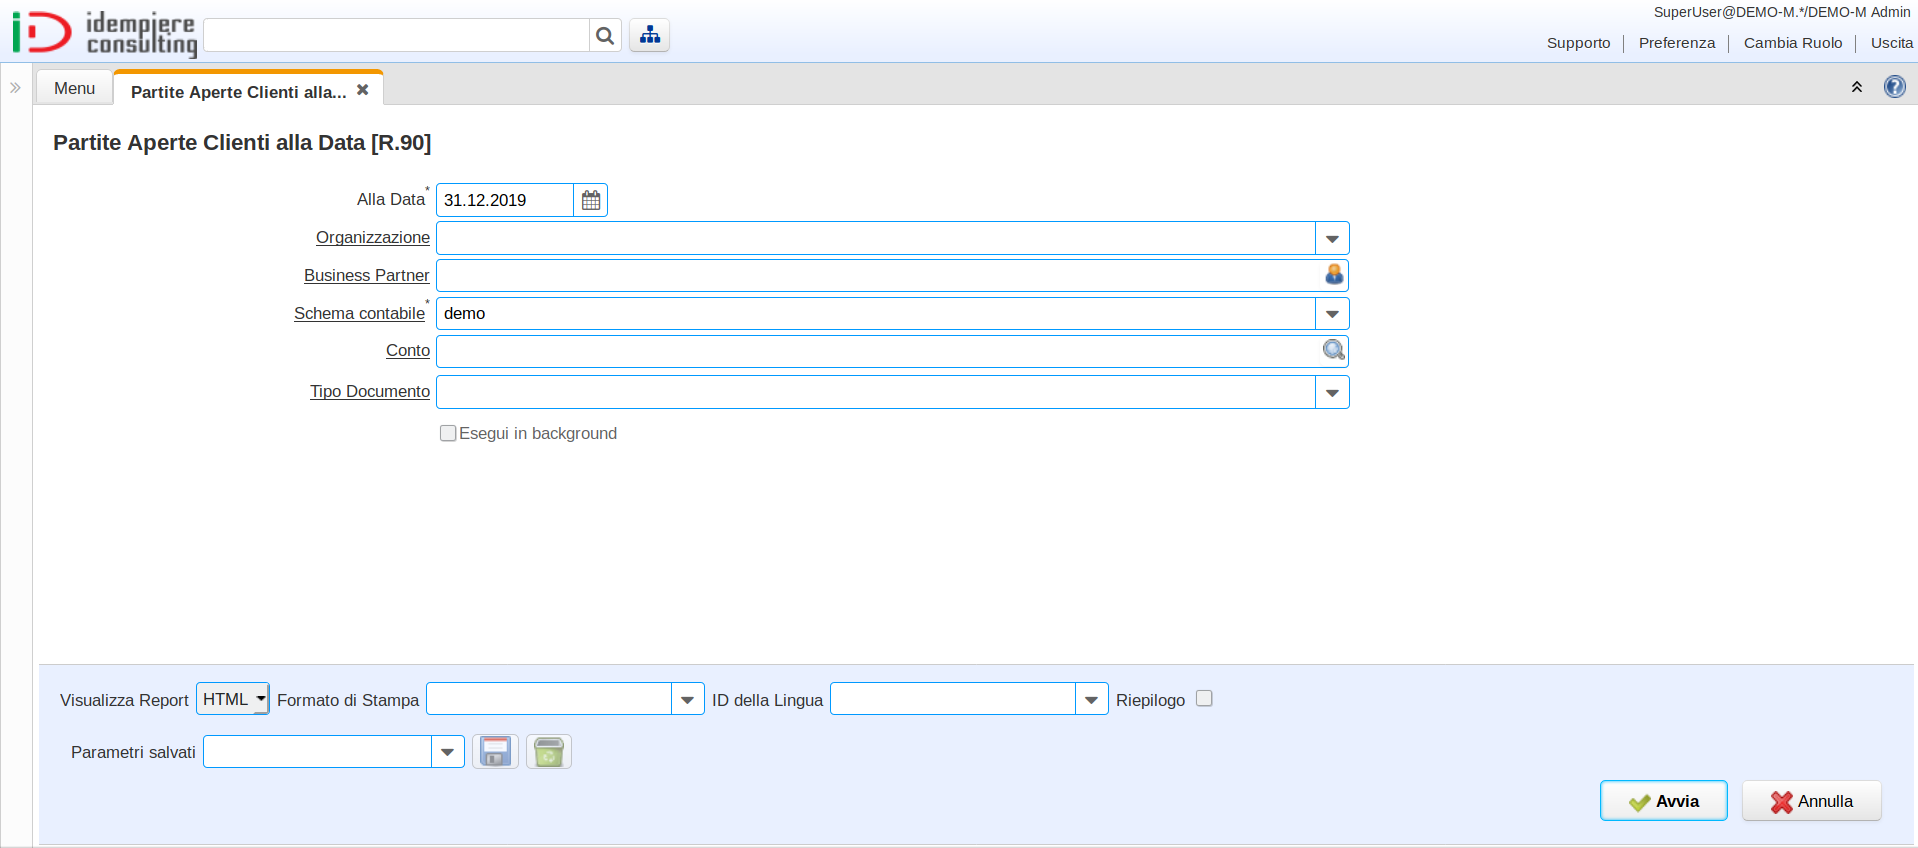 idempiere
consulting
SuperUser@DEMO-M.*/DEMO-M Admin
Supporto Preferenza Cambia Ruolo Uscita
Menu Partite Aperte Clienti alla...
Partite Aperte Clienti alla Data [R.90]
Alla Data* 31.12.2019
Organizzazione
Business Partner
Schema contabile* demo
Conto
Tipo Documento
Esegui in background
Visualizza Report HTML Formato di Stampa ID della Lingua Riepilogo
Parametri salvati
Avvia Annulla